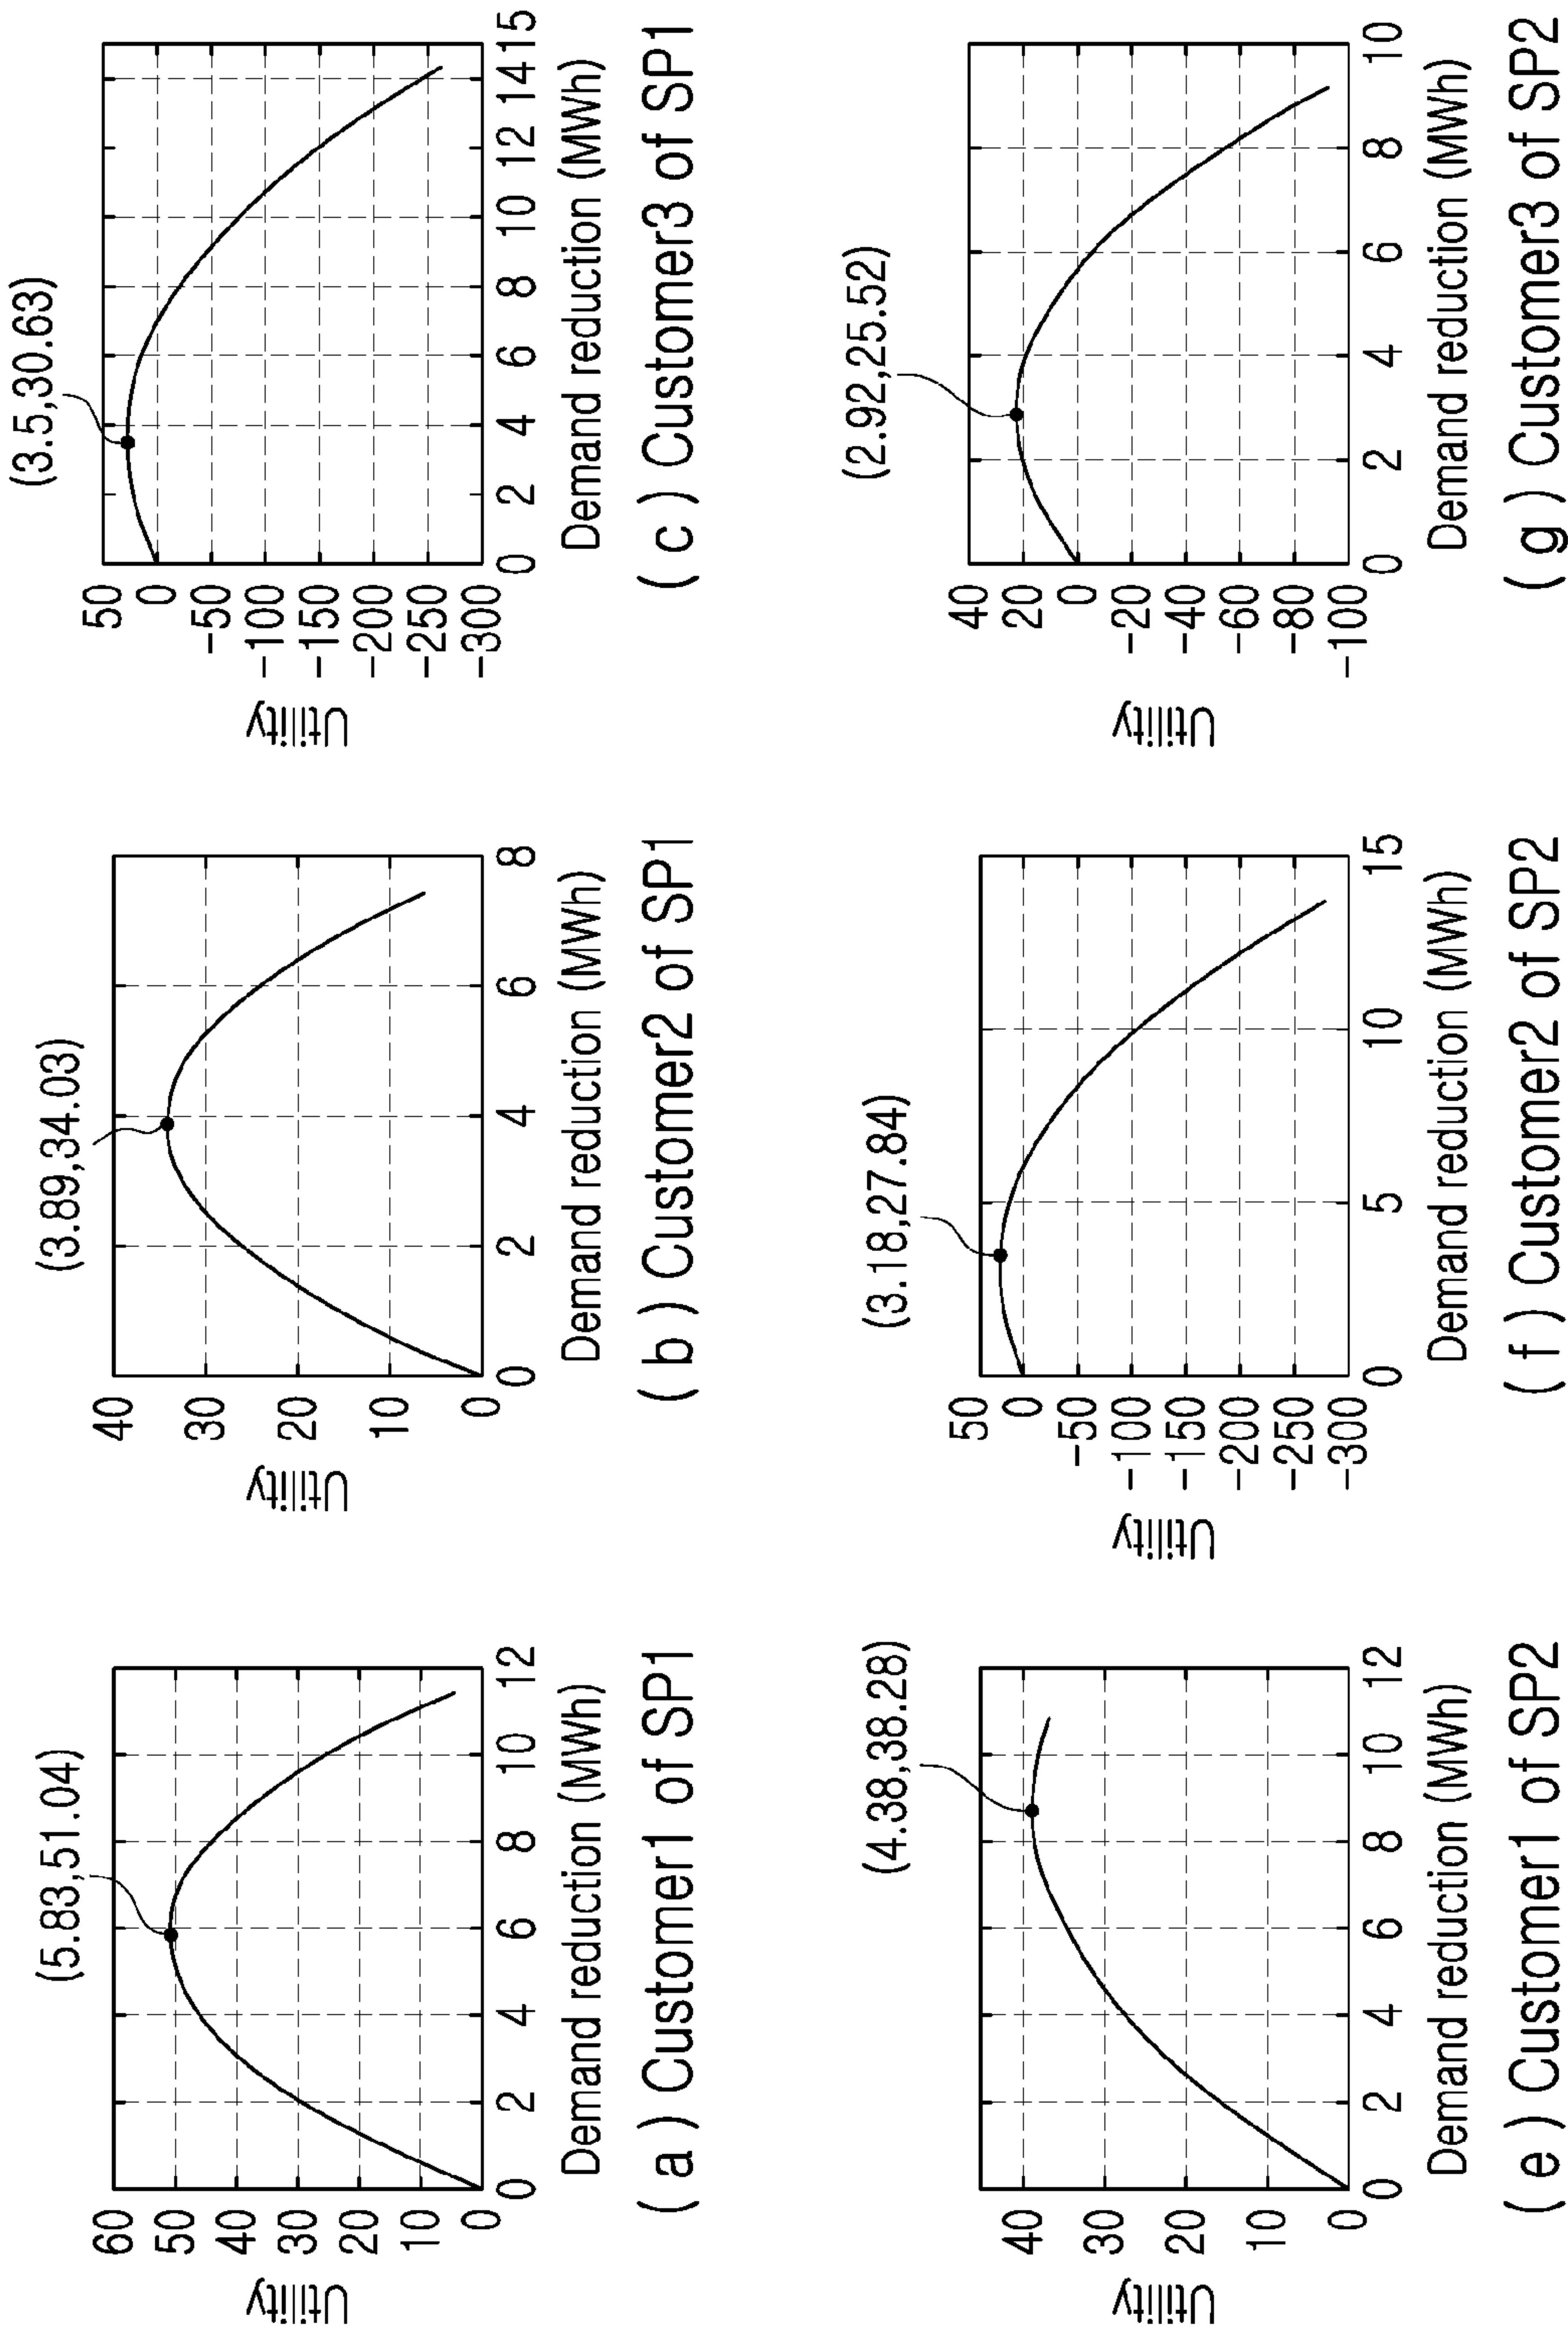 (5.83,51.04)
Utility
60
50
40
30
20
10
0
0 2 4 6 8 10 12
Demand reduction (MWh)
( a ) Customer1 of SP1
(3.89,34.03)
Utility
40
30
20
10
0
0 2 4 6 8
Demand reduction (MWh)
( b ) Customer2 of SP1
(3.5,30.63)
Utility
50
0
-50
-100
-150
-200
-250
-300
0 2 4 6 8 10 12 14 15
Demand reduction (MWh)
( c ) Customer3 of SP1
(4.38,38.28)
Utility
40
30
20
10
0
0 2 4 6 8 10 12
Demand reduction (MWh)
( e ) Customer1 of SP2
(3.18,27.84)
Utility
50
0
-50
-100
-150
-200
-250
-300
0 5 10 15
Demand reduction (MWh)
( f ) Customer2 of SP2
(2.92,25.52)
Utility
40
20
0
-20
-40
-60
-80
-100
0 2 4 6 8 10
Demand reduction (MWh)
( g ) Customer3 of SP2